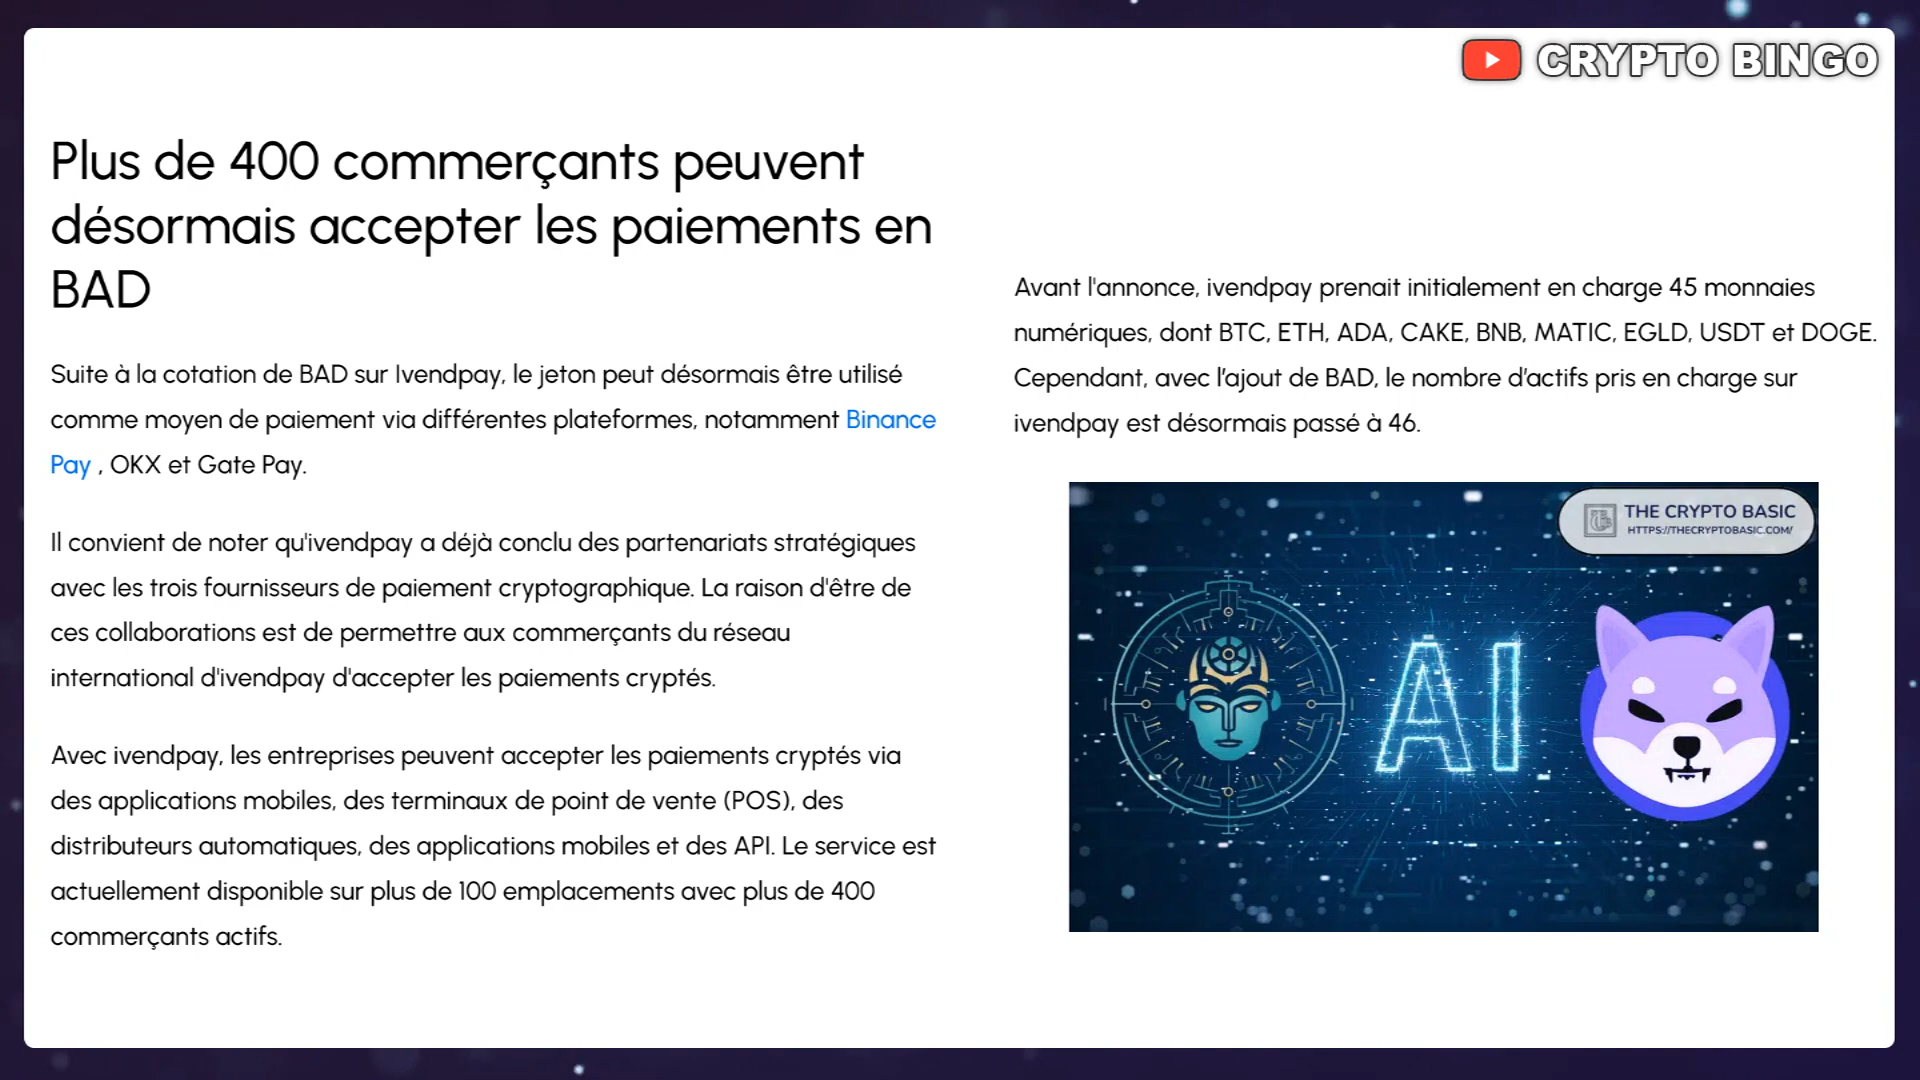 CRYPTO BINGO
Plus de 400 commerçants peuvent
désormais accepter les paiements en
BAD
Suite à la cotation de BAD sur Ivendpay, le jeton peut désormais être utilisé
comme moyen de paiement via différentes plateformes, notamment Binance
Pay , OKX et Gate Pay.
Il convient de noter qu'ivendpay a déjà conclu des partenariats stratégiques
avec les trois fournisseurs de paiement cryptographique. La raison d'être de
ces collaborations est de permettre aux commerçants du réseau
international d'ivendpay d'accepter les paiements cryptés.
Avec ivendpay, les entreprises peuvent accepter les paiements cryptés via
des applications mobiles, des terminaux de point de vente (POS), des
distributeurs automatiques, des applications mobiles et des API. Le service est
actuellement disponible sur plus de 100 emplacements avec plus de 400
commerçants actifs.
Avant l'annonce, ivendpay prenait initialement en charge 45 monnaies
numériques, dont BTC, ETH, ADA, CAKE, BNB, MATIC, EGLD, USDT et DOGE.
Cependant, avec l’ajout de BAD, le nombre d’actifs pris en charge sur
ivendpay est désormais passé à 46.
THE CRYPTO BASIC
HTTPS://THECRYPTOBASIC.COM/
AI